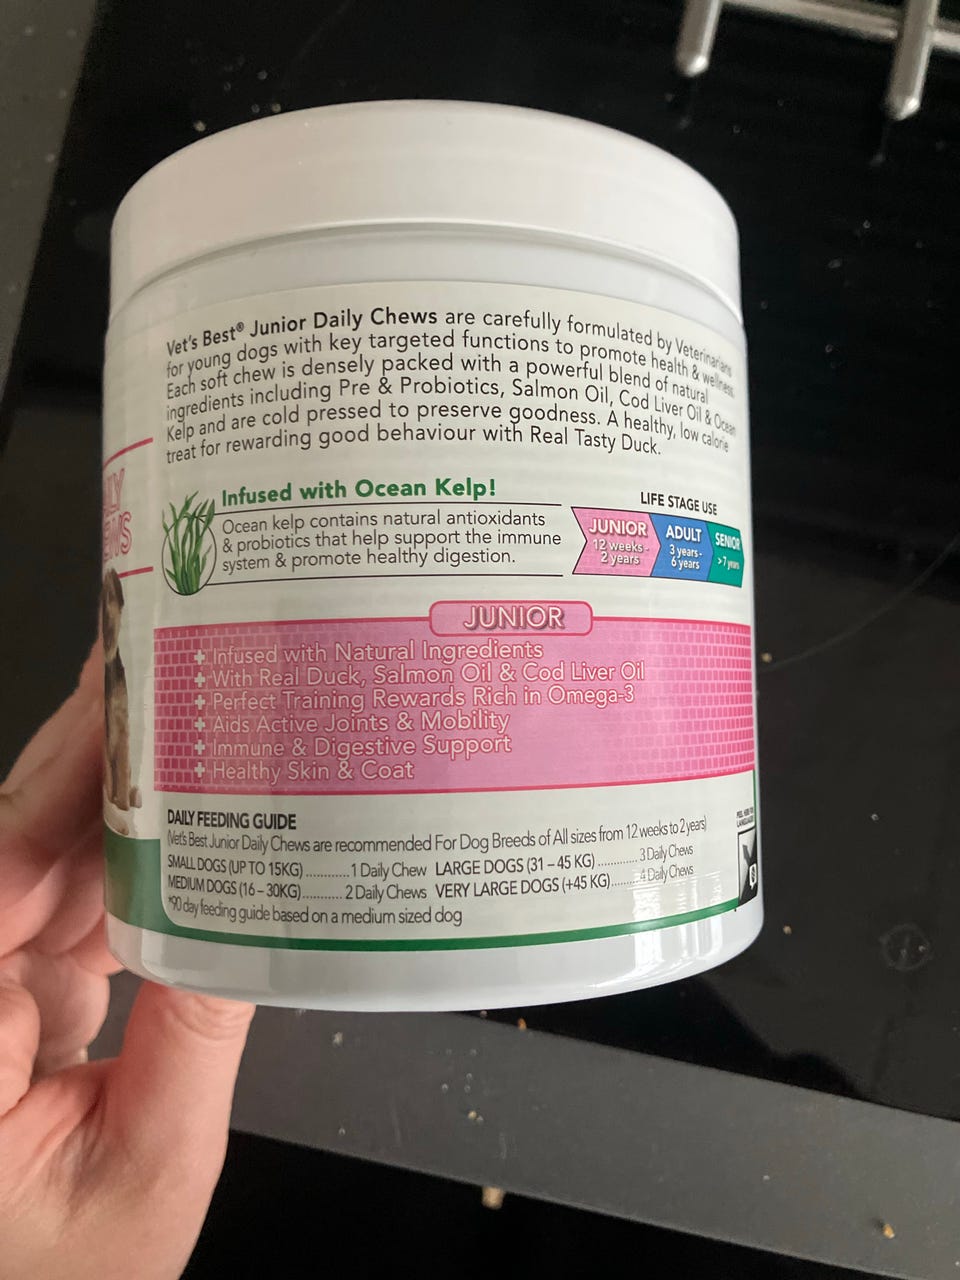 Vet's Best® Junior Daily Chews are carefully formulated by Veterinarians
for young dogs with key targeted functions to promote health & wellness.
Each soft chew is densely packed with a powerful blend of natural
ingredients including Pre & Probiotics, Salmon Oil, Cod Liver Oil & Ocean
Kelp and are cold pressed to preserve goodness. A healthy, low calorie
treat for rewarding good behaviour with Real Tasty Duck.
Infused with Ocean Kelp!
Ocean kelp contains natural antioxidants
& probiotics that help support the immune
system & promote healthy digestion.
LIFE STAGE USE
JUNIOR
12 weeks-
2 years
ADULT
3 years-
6 years
SENIOR
>7 years
JUNIOR
+ Infused with Natural Ingredients
+ With Real Duck, Salmon Oil & Cod Liver Oil
+ Perfect Training Rewards Rich in Omega-3
+ Aids Active Joints & Mobility
+ Immune & Digestive Support
+ Healthy Skin & Coat
DAILY FEEDING GUIDE
(Vet's Best Junior Daily Chews are recommended For Dog Breeds of All sizes from 12 weeks to 2 years)
SMALL DOGS (UP TO 15KG)............1 Daily Chew LARGE DOGS (31 – 45 KG)............3 Daily Chews
MEDIUM DOGS (16 – 30KG)............2 Daily Chews VERY LARGE DOGS (+45 KG)........4 Daily Chews
*90 day feeding guide based on a medium sized dog